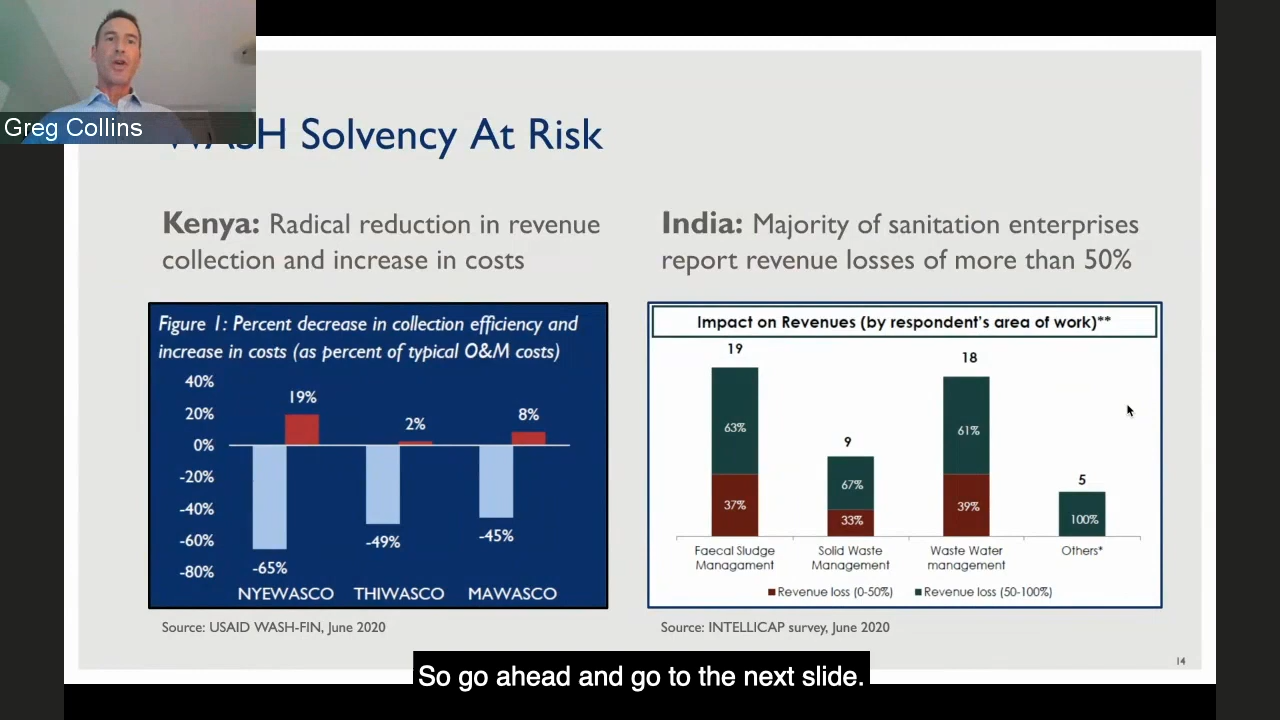 Greg Collins
WASH Solvency At Risk
Kenya: Radical reduction in revenue
collection and increase in costs
Figure 1: Percent decrease in collection efficiency and
increase in costs (as percent of typical O&M costs)
40%
20%
0%
-20%
-40%
-60%
-80%
19%
2%
8%
-65%
-49%
-45%
NYEWASCO THIWASCO MAWASCO
Source: USAID WASH-FIN, June 2020
India: Majority of sanitation enterprises
report revenue losses of more than 50%
Impact on Revenues (by respondent's area of work)**
19
63%
37%
9
67%
33%
18
61%
39%
5
100%
Faecal Sludge
Managament
Solid Waste
Management
Waste Water
management
Others*
Revenue loss (0-50%) Revenue loss (50-100%)
Source: INTELLICAP survey, June 2020
14
So go ahead and go to the next slide.